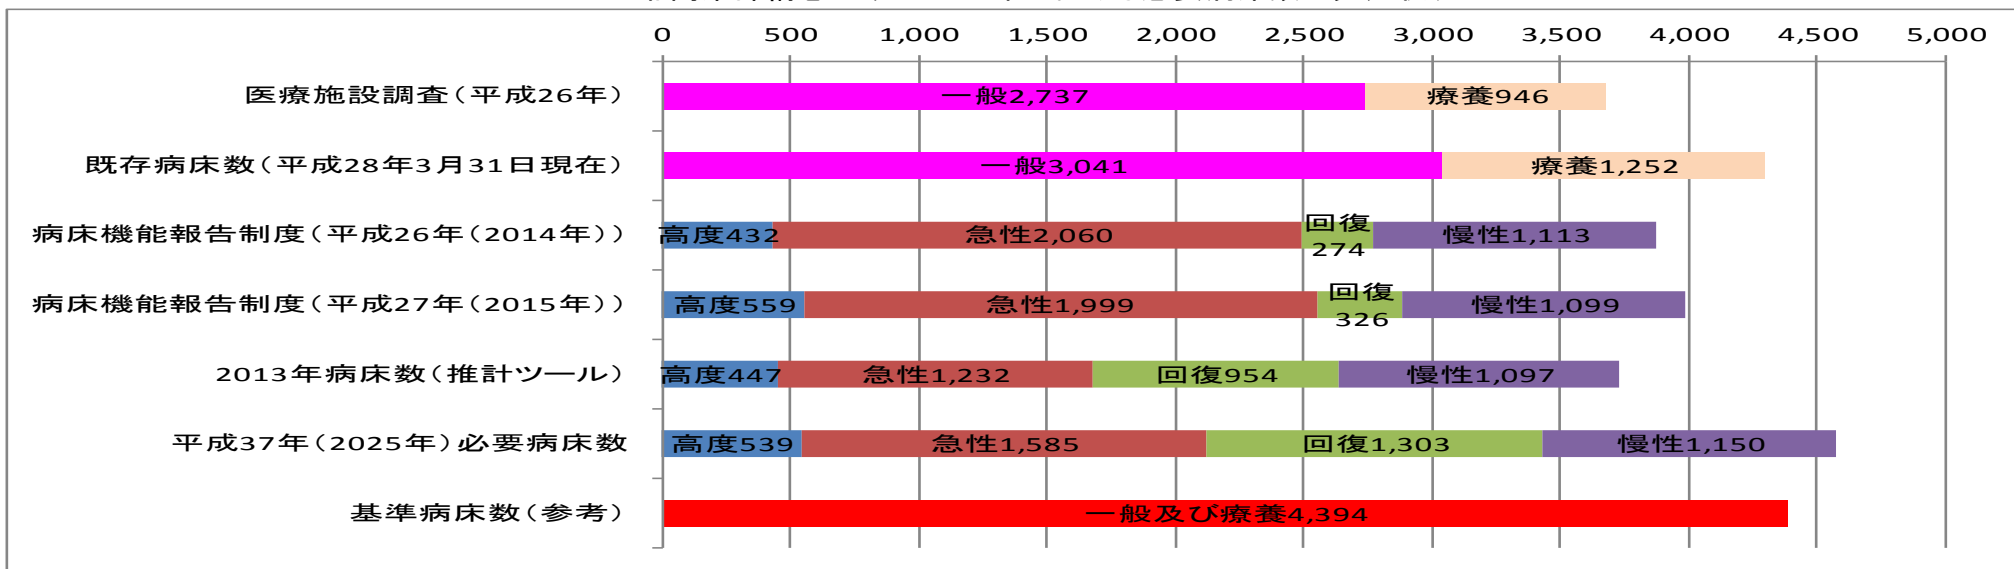 0 500 1,000 1,500 2,000 2,500 3,000 3,500 4,000 4,500 5,000
医療施設調査（平成26年） 一般2,737 療養946
既存病床数（平成28年3月31日現在） 一般3,041 療養1,252
病床機能報告制度（平成26年（2014年）） 高度432 急性2,060 回復274 慢性1,113
病床機能報告制度（平成27年（2015年）） 高度559 急性1,999 回復326 慢性1,099
2013年病床数（推計ツール） 高度447 急性1,232 回復954 慢性1,097
平成37年（2025年）必要病床数 高度539 急性1,585 回復1,303 慢性1,150
基準病床数（参考） 一般及び療養4,394